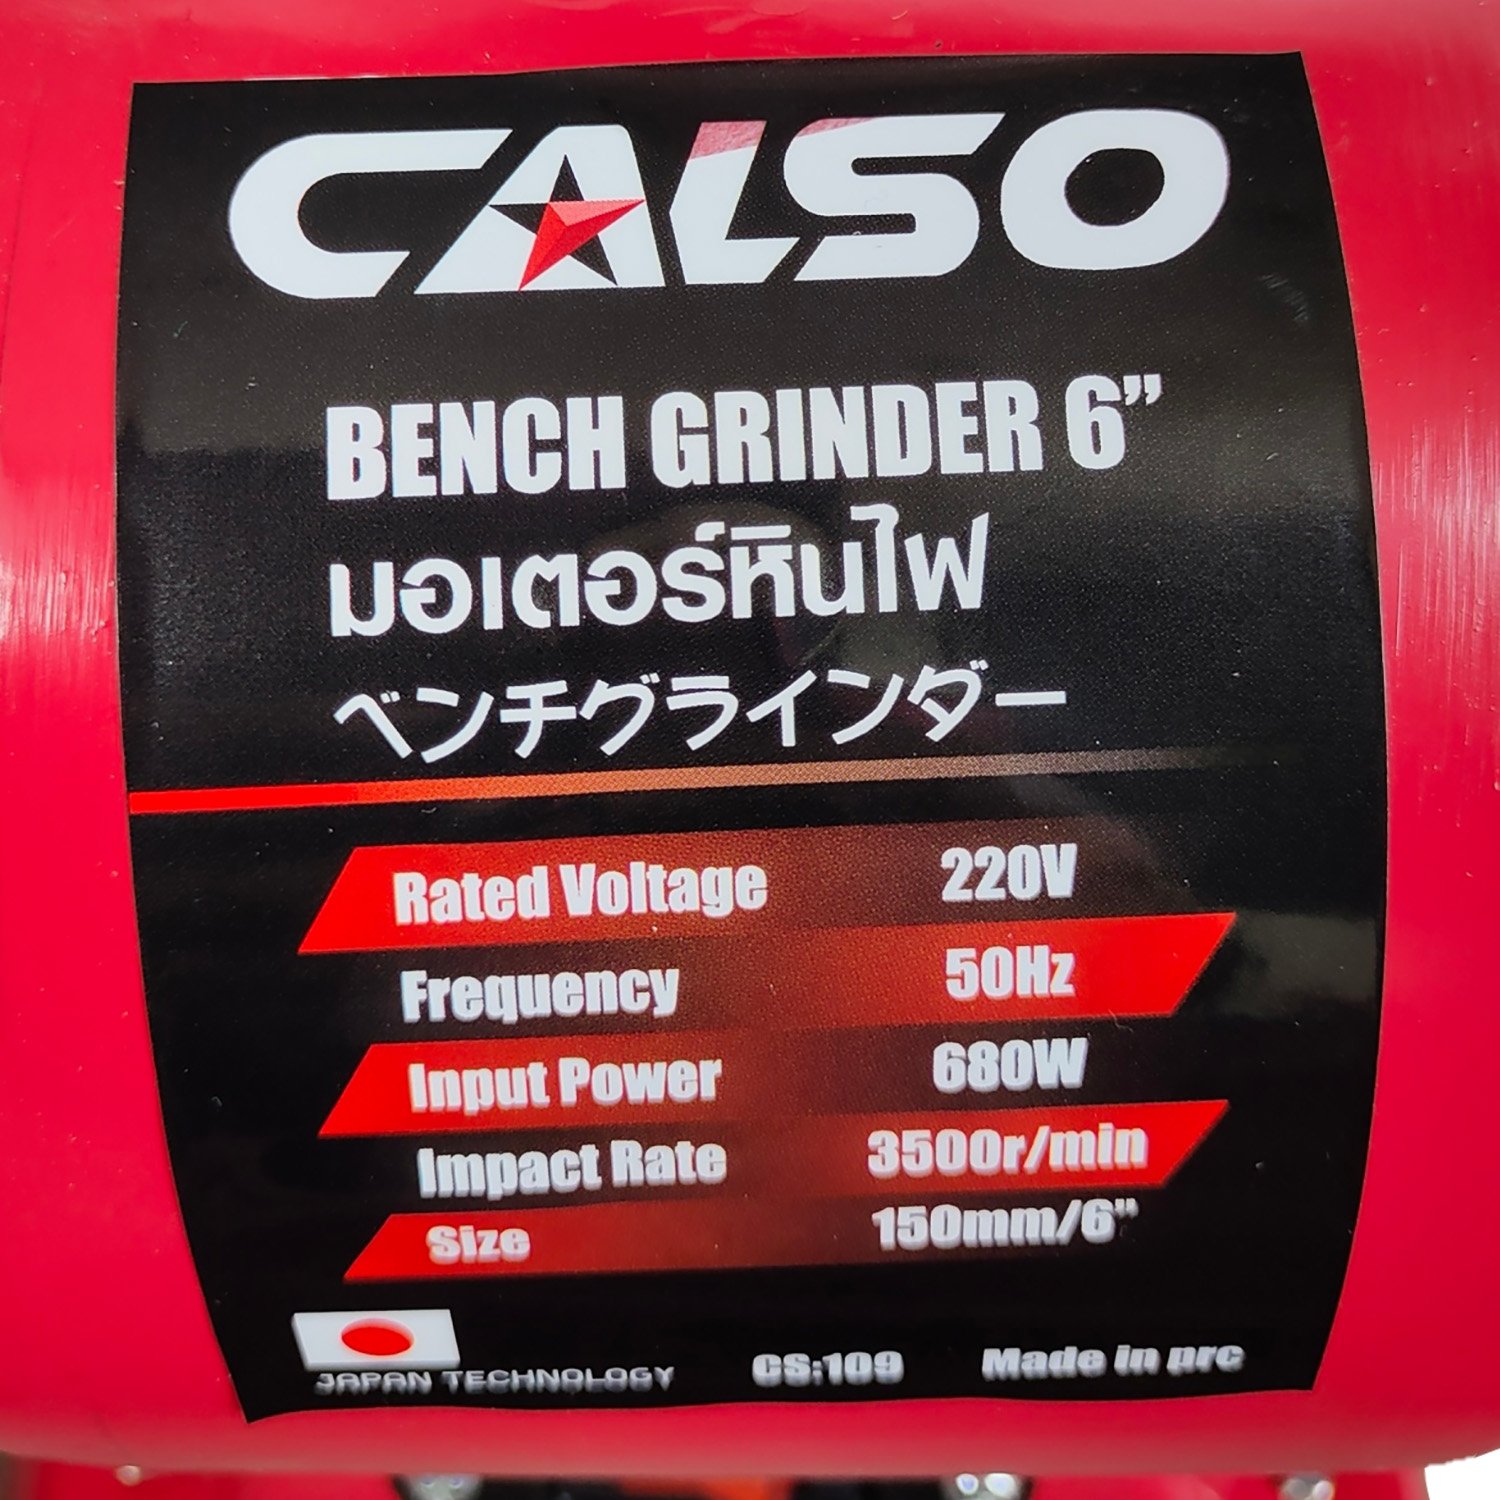 CALSO
BENCH GRINDER 6”
มอเตอร์หินไฟ
ベンチグラインダー
Rated Voltage 220V
Frequency 50Hz
Input Power 680W
Impact Rate 3500r/min
Size 150mm/6"
JAPAN TECHNOLOGY CS:109 Made in prc